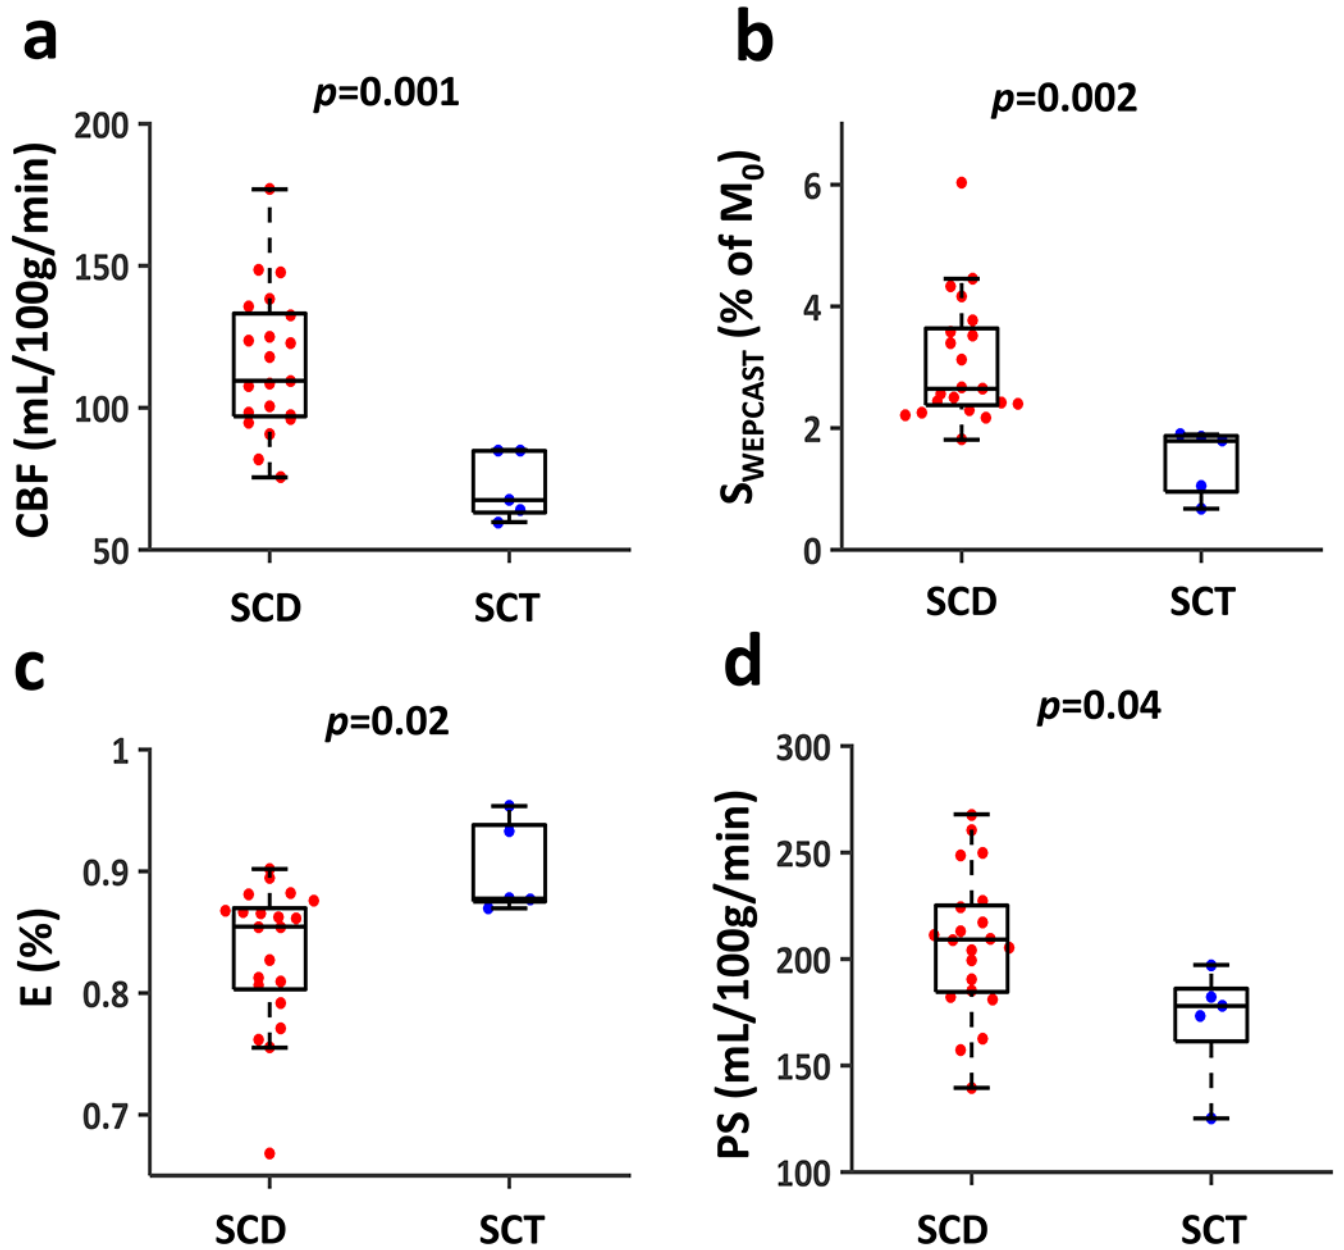 a
p=0.001
CBF (mL/100g/min)
200
150
100
50
SCD
SCT
b
p=0.002
SWEPCAST (% of M0)
6
4
2
0
SCD
SCT
c
p=0.02
E (%)
1
0.9
0.8
0.7
SCD
SCT
d
p=0.04
PS (mL/100g/min)
300
250
200
150
100
SCD
SCT